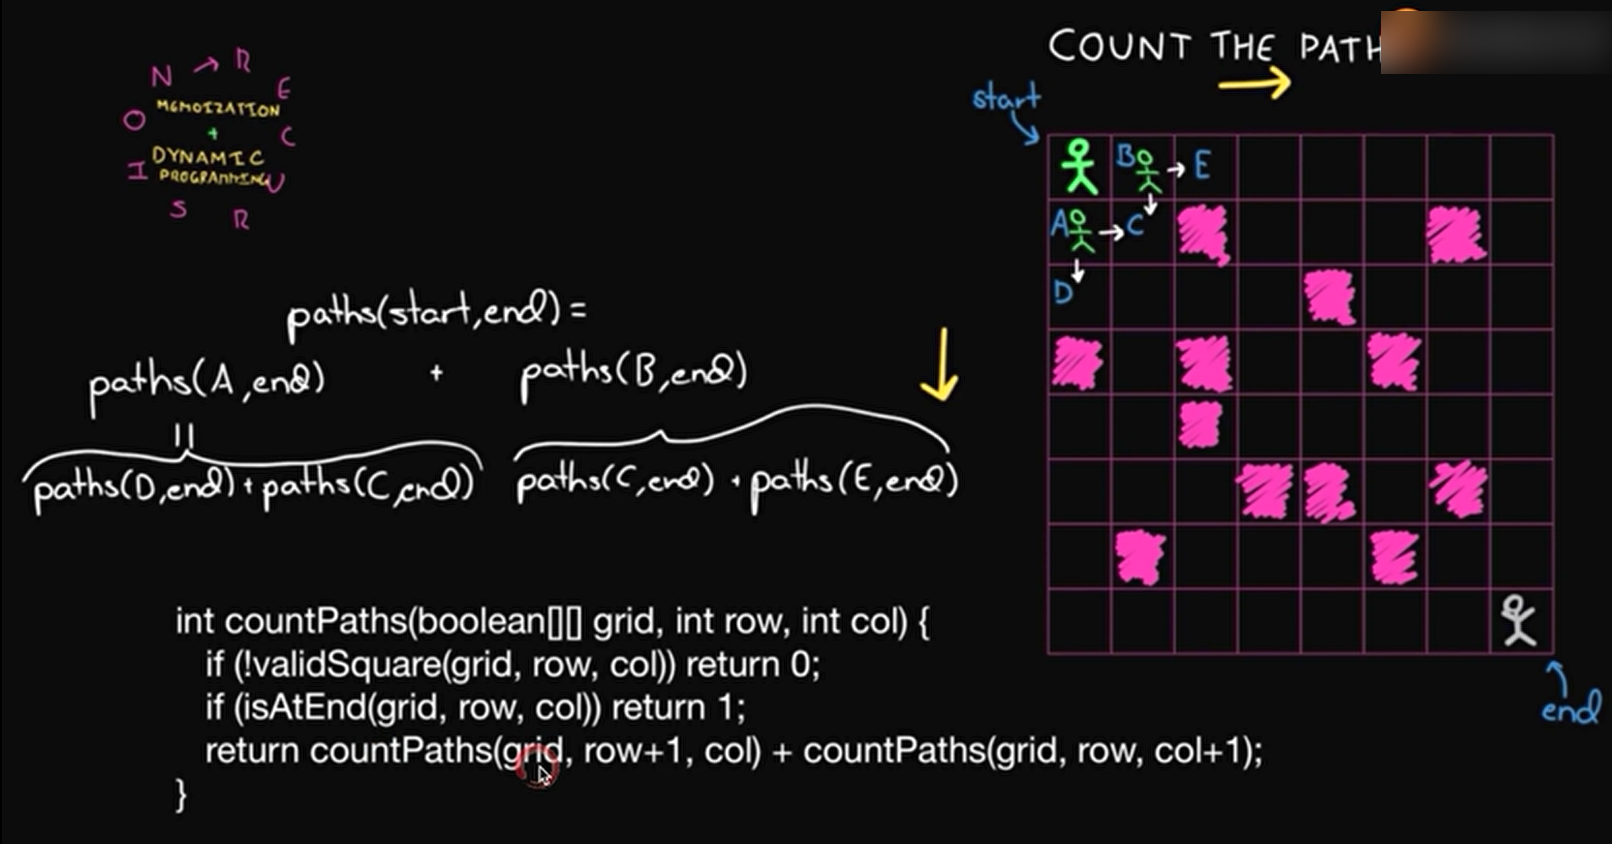 COUNT THE PATH
start
N → R E C U R S I O N
MEMOIZATION
+
DYNAMIC
PROGRAMMING
B → E
A → C
D
paths(start,end) =
paths(A,end) + paths(B,end)
||
paths(D,end) + paths(C,end) paths(C,end) + paths(E,end)
int countPaths(boolean[][] grid, int row, int col) {
if (!validSquare(grid, row, col)) return 0;
if (isAtEnd(grid, row, col)) return 1;
return countPaths(grid, row+1, col) + countPaths(grid, row, col+1);
}
end